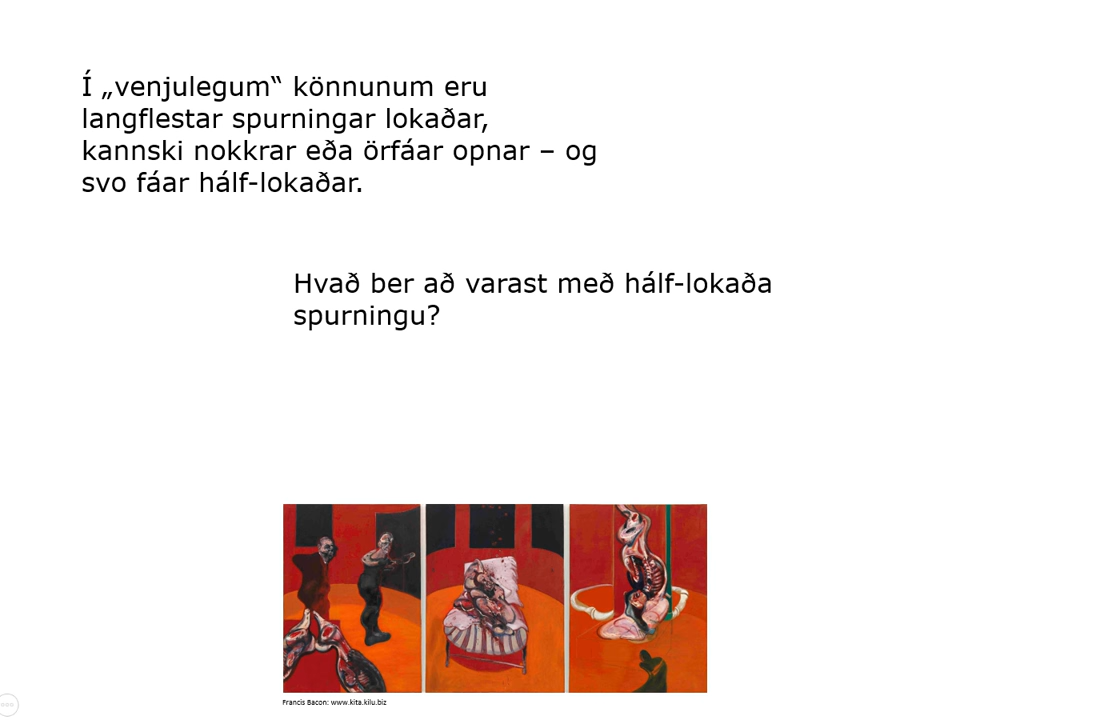 Í „venjulegum“ könnunum eru
langflestar spurningar lokaðar,
kannski nokkrar eða örfáar opnar – og
svo fáar hálf-lokaðar.
Hvað ber að varast með hálf-lokaða
spurningu?
Francis Bacon: www.kita.kilu.biz